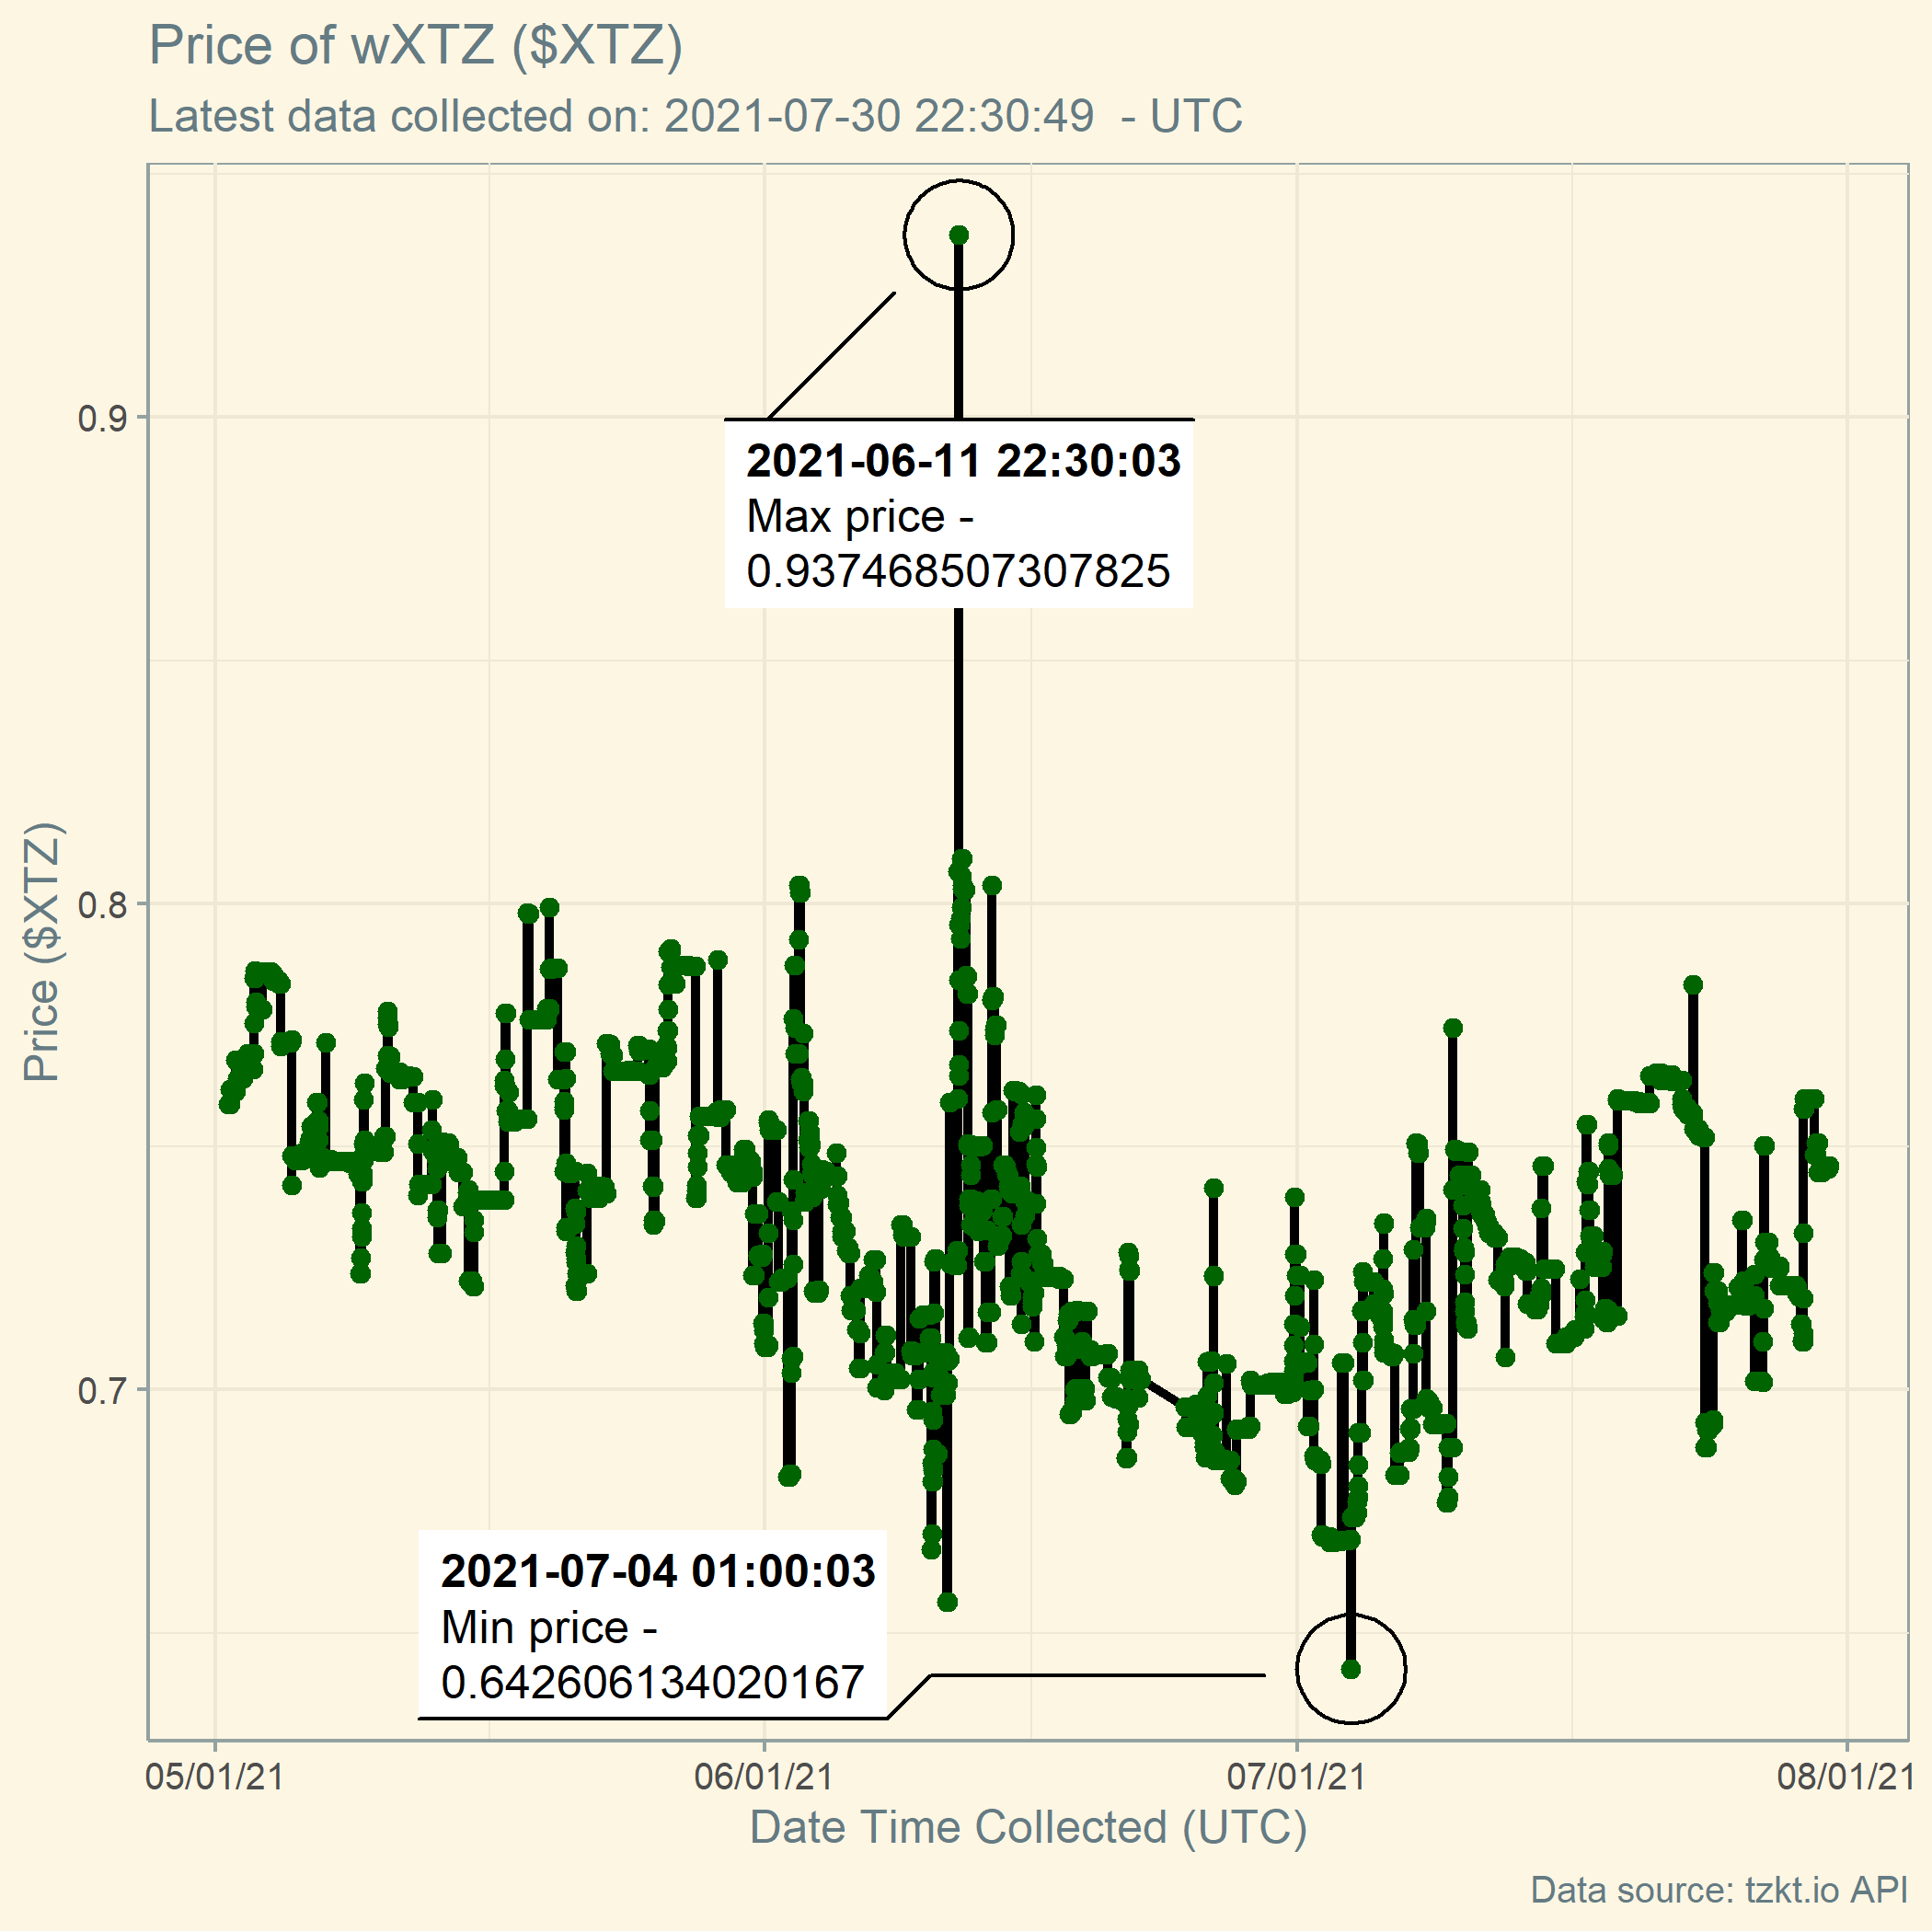 Price of wXTZ ($XTZ)
Latest data collected on: 2021-07-30 22:30:49  - UTC
0.9
0.8
0.7
Price ($XTZ)
2021-06-11 22:30:03
Max price -
0.937468507307825
2021-07-04 01:00:03
Min price -
0.642606134020167
05/01/21
06/01/21
07/01/21
08/01/21
Date Time Collected (UTC)
Data source: tzkt.io API